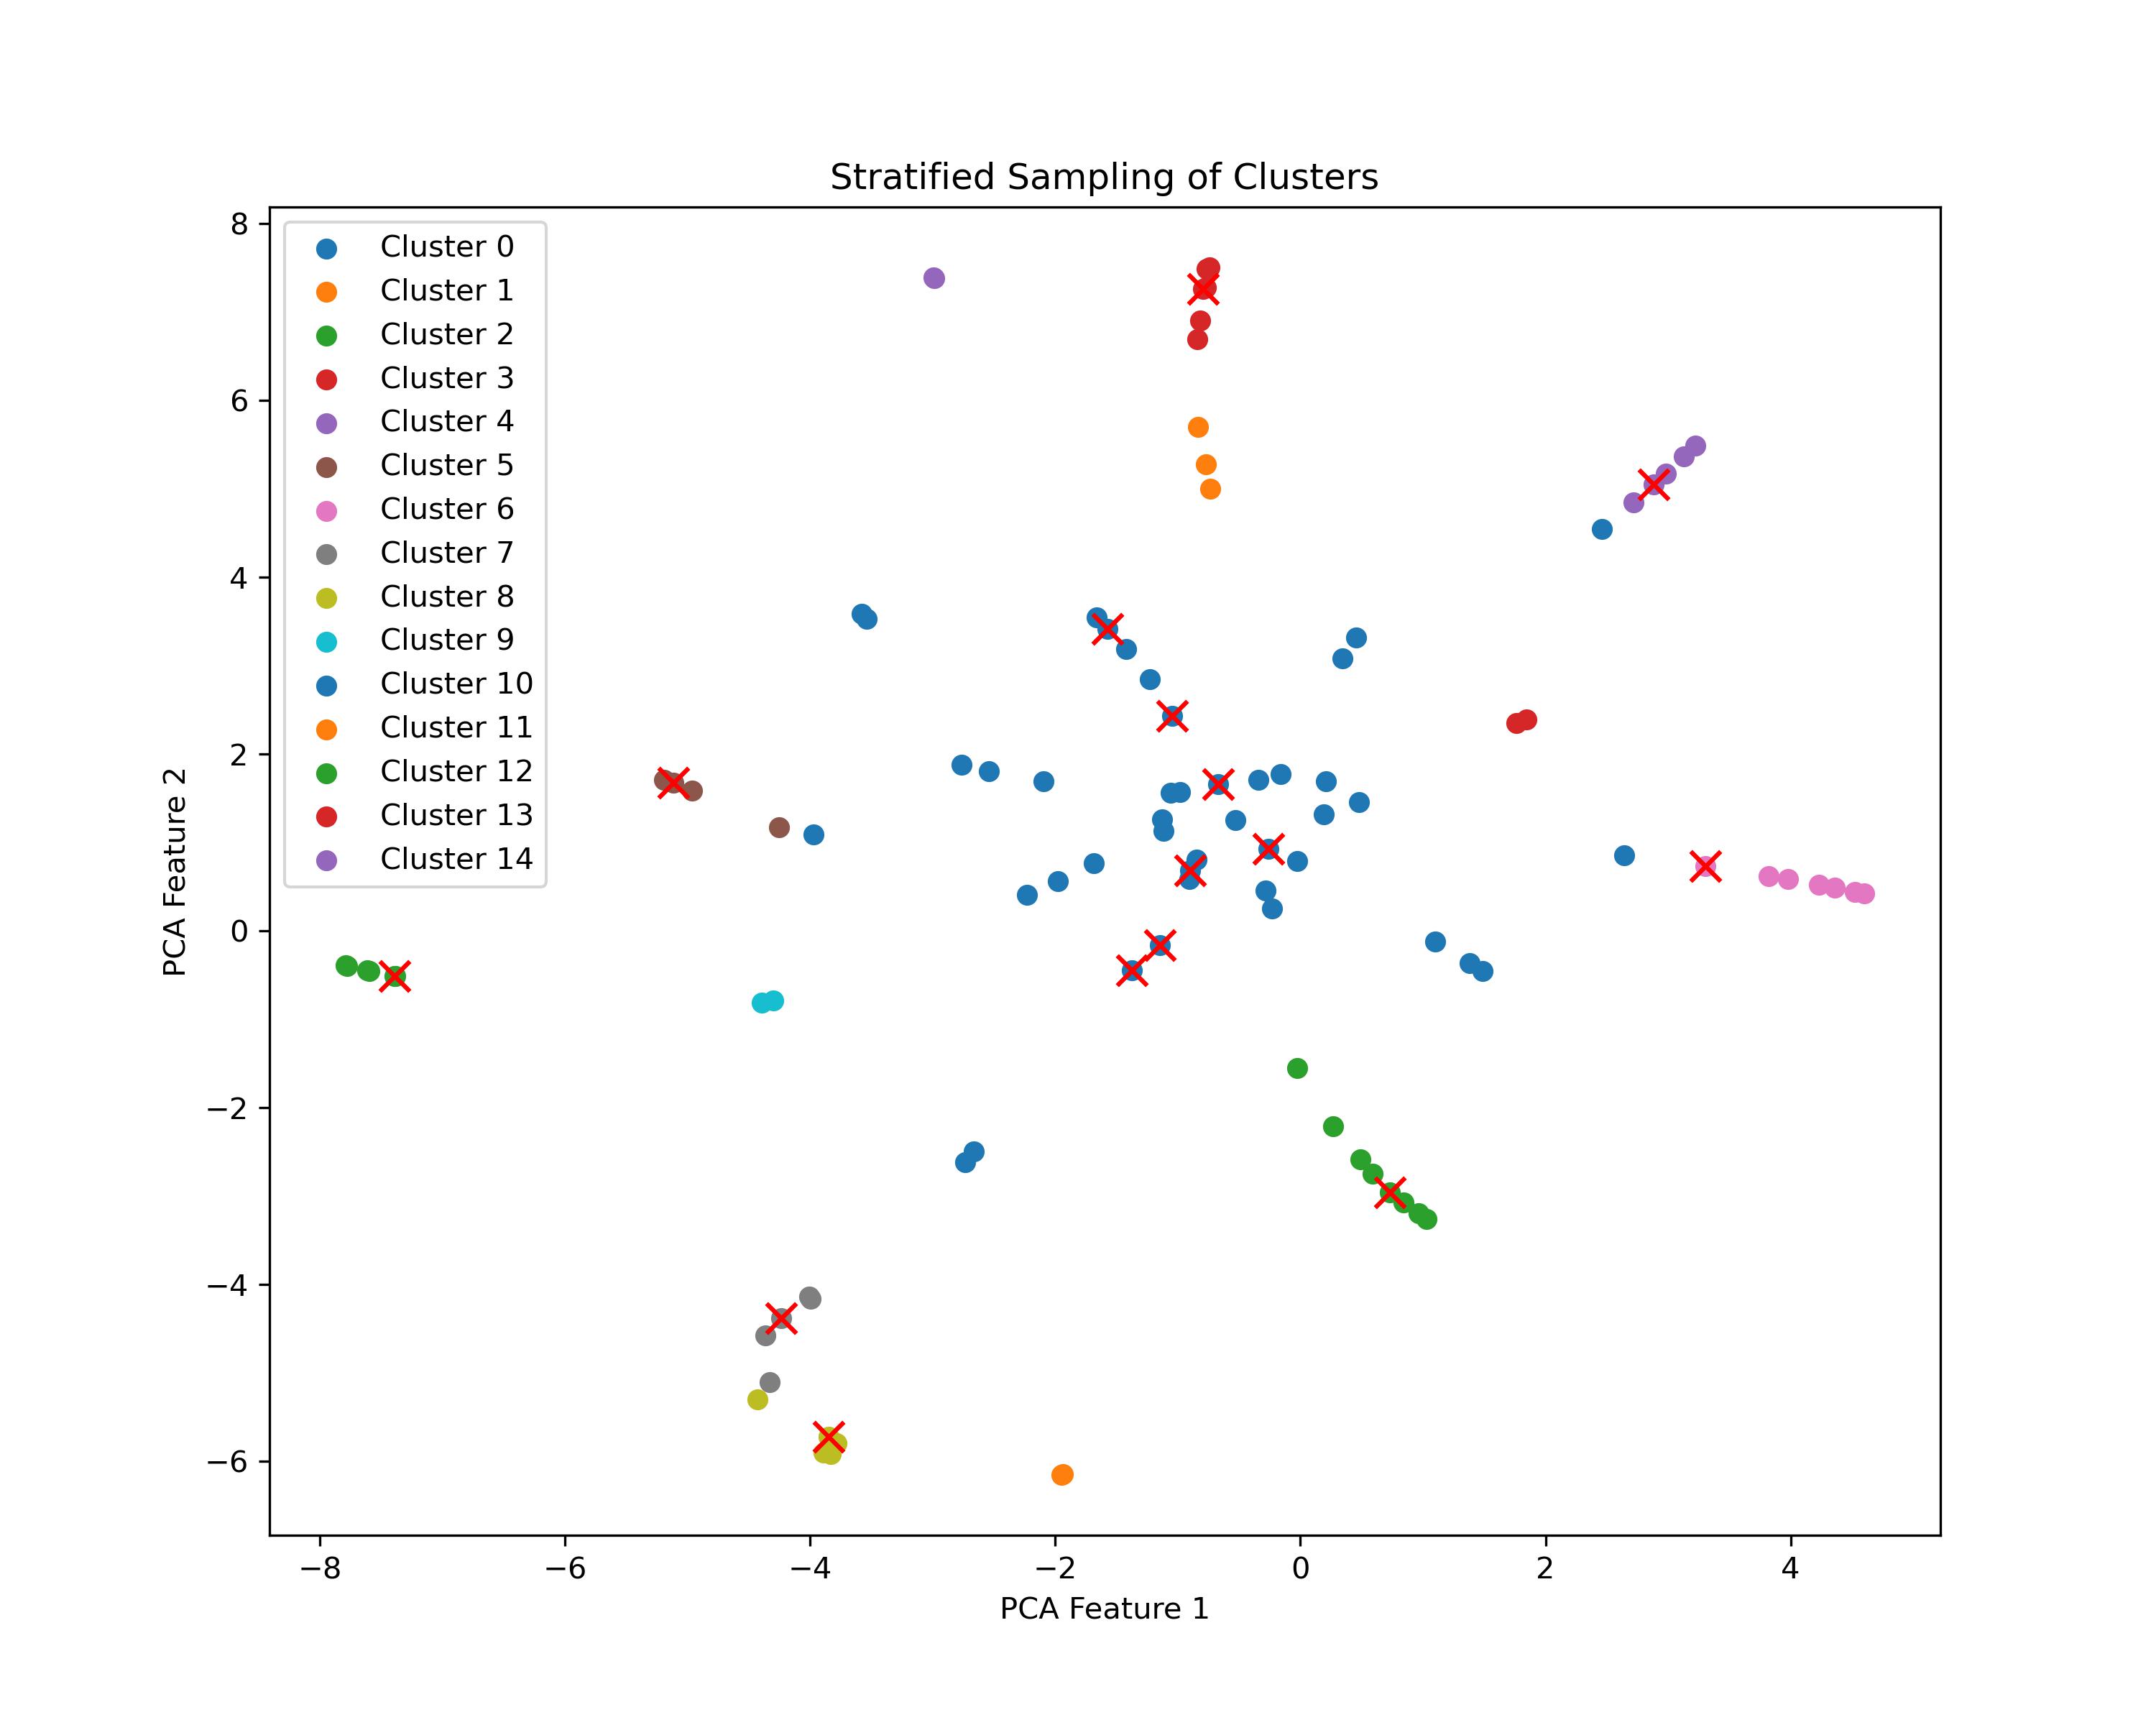 Stratified Sampling of Clusters
8
6
4
2
0
−2
−4
−6
PCA Feature 2
Cluster 0
Cluster 1
Cluster 2
Cluster 3
Cluster 4
Cluster 5
Cluster 6
Cluster 7
Cluster 8
Cluster 9
Cluster 10
Cluster 11
Cluster 12
Cluster 13
Cluster 14
−8 −6 −4 −2 0 2 4
PCA Feature 1